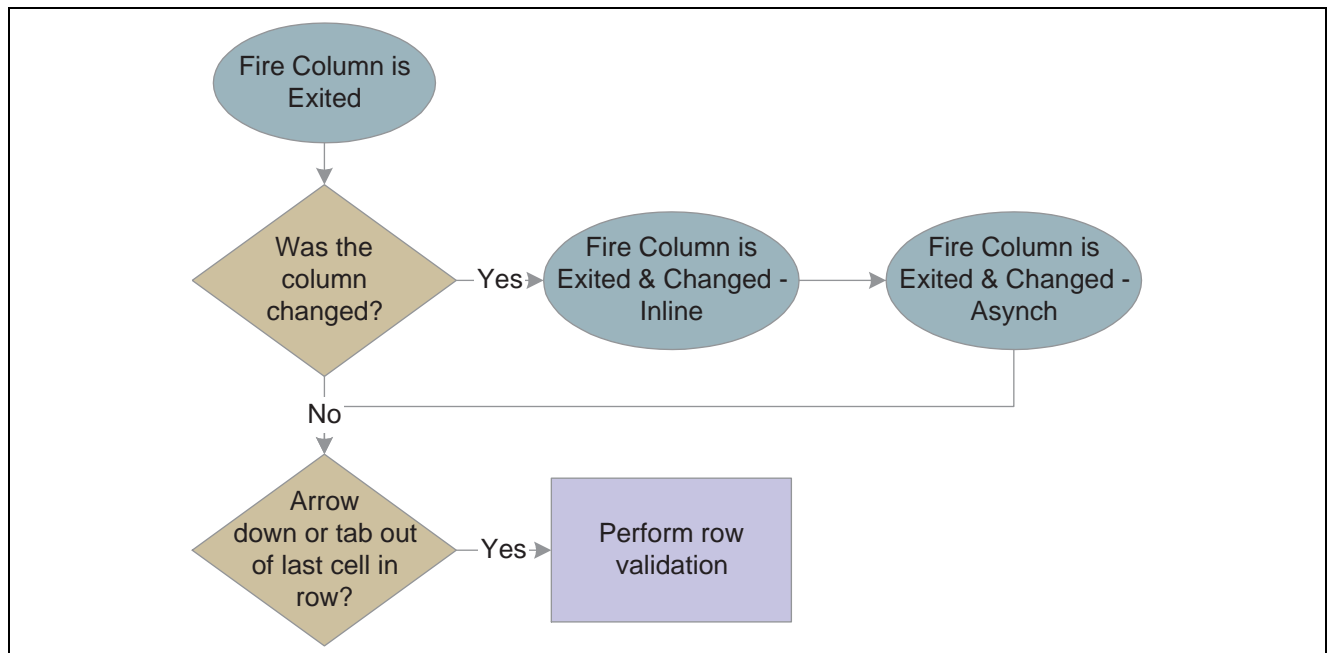 Fire Column is
Exited
Was the
column
changed?
Yes
Fire Column is
Exited & Changed -
Inline
Fire Column is
Exited & Changed -
Asynch
No
Arrow
down or tab out
of last cell in
row?
Yes
Perform row
validation